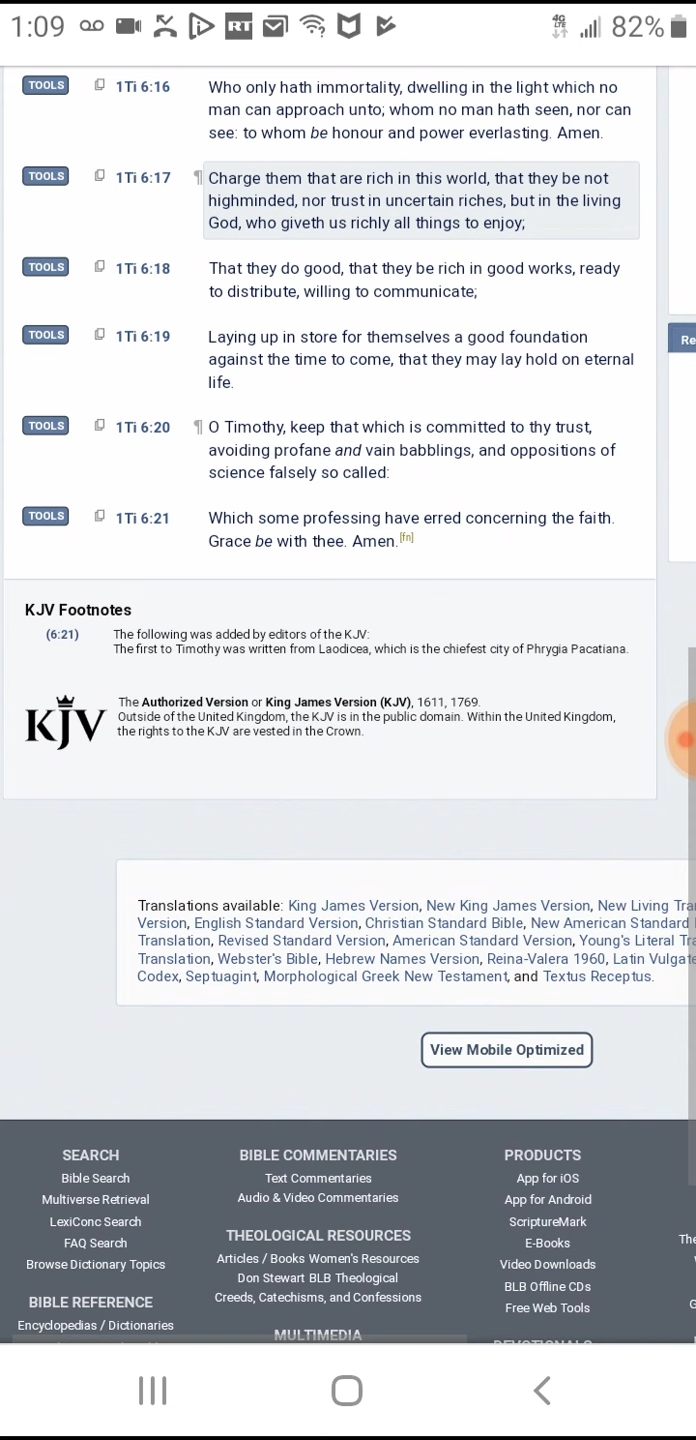 1:09 RT 4G LTE 82%
TOOLS 1Ti 6:16 Who only hath immortality, dwelling in the light which no
man can approach unto; whom no man hath seen, nor can
see: to whom be honour and power everlasting. Amen.
TOOLS 1Ti 6:17 ¶ Charge them that are rich in this world, that they be not
highminded, nor trust in uncertain riches, but in the living
God, who giveth us richly all things to enjoy;
TOOLS 1Ti 6:18 That they do good, that they be rich in good works, ready
to distribute, willing to communicate;
TOOLS 1Ti 6:19 Laying up in store for themselves a good foundation
against the time to come, that they may lay hold on eternal
life.
TOOLS 1Ti 6:20 ¶ O Timothy, keep that which is committed to thy trust,
avoiding profane and vain babblings, and oppositions of
science falsely so called:
TOOLS 1Ti 6:21 Which some professing have erred concerning the faith.
Grace be with thee. Amen.[fn]
Re
KJV Footnotes
(6:21) The following was added by editors of the KJV:
The first to Timothy was written from Laodicea, which is the chiefest city of Phrygia Pacatiana.
KJV
The Authorized Version or King James Version (KJV), 1611, 1769.
Outside of the United Kingdom, the KJV is in the public domain. Within the United Kingdom,
the rights to the KJV are vested in the Crown.
Translations available: King James Version, New King James Version, New Living Tra
Version, English Standard Version, Christian Standard Bible, New American Standard
Translation, Revised Standard Version, American Standard Version, Young's Literal Tr
Translation, Webster's Bible, Hebrew Names Version, Reina-Valera 1960, Latin Vulgate
Codex, Septuagint, Morphological Greek New Testament, and Textus Receptus.
View Mobile Optimized
SEARCH
Bible Search
Multiverse Retrieval
LexiConc Search
FAQ Search
Browse Dictionary Topics
BIBLE REFERENCE
Encyclopedias / Dictionaries
BIBLE COMMENTARIES
Text Commentaries
Audio & Video Commentaries
THEOLOGICAL RESOURCES
Articles / Books Women's Resources
Don Stewart BLB Theological
Creeds, Catechisms, and Confessions
MULTIMEDIA
PRODUCTS
App for iOS
App for Android
ScriptureMark
E-Books
Video Downloads
BLB Offline CDs
Free Web Tools
DEVOTIONALS
The